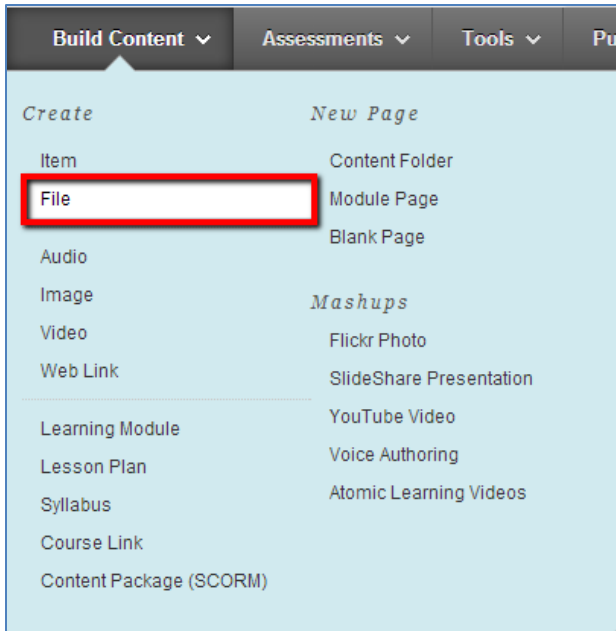 Build Content Assessments Tools Pu
Create
Item
File
Audio
Image
Video
Web Link
Learning Module
Lesson Plan
Syllabus
Course Link
Content Package (SCORM)
New Page
Content Folder
Module Page
Blank Page
Mashups
Flickr Photo
SlideShare Presentation
YouTube Video
Voice Authoring
Atomic Learning Videos